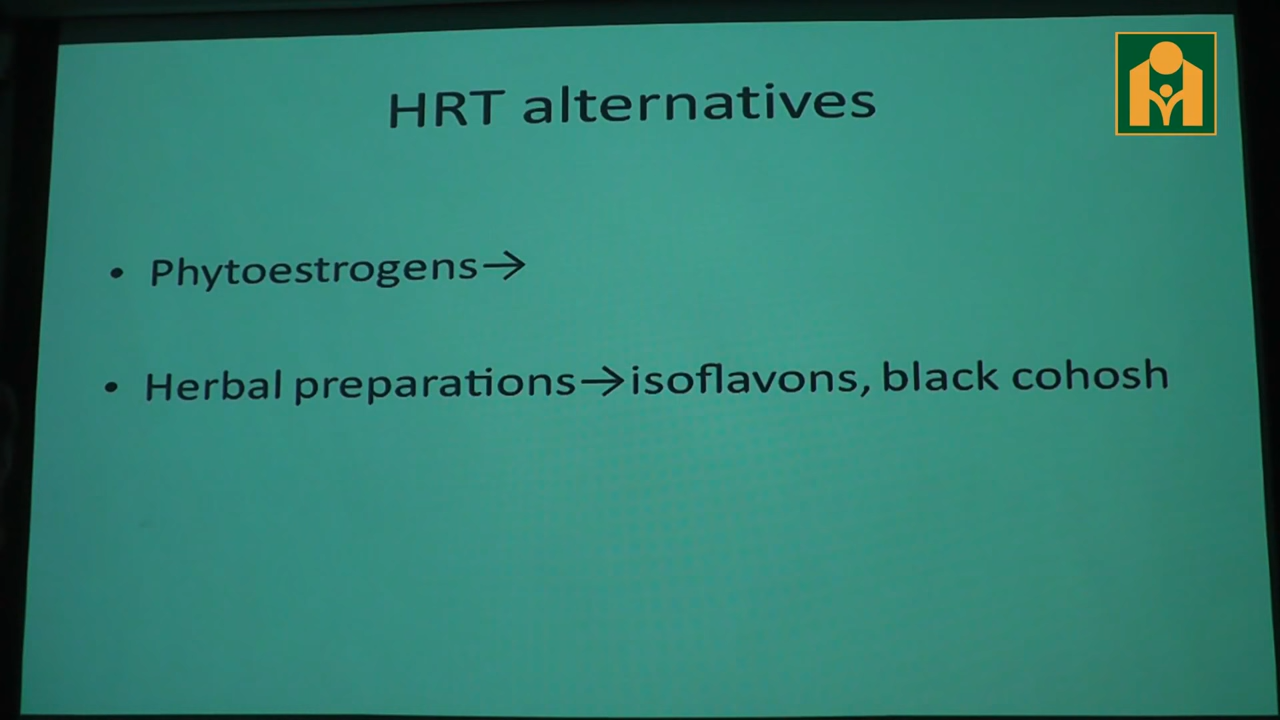 HRT alternatives
• Phytoestrogens→
• Herbal preparations→isoflavons, black cohosh